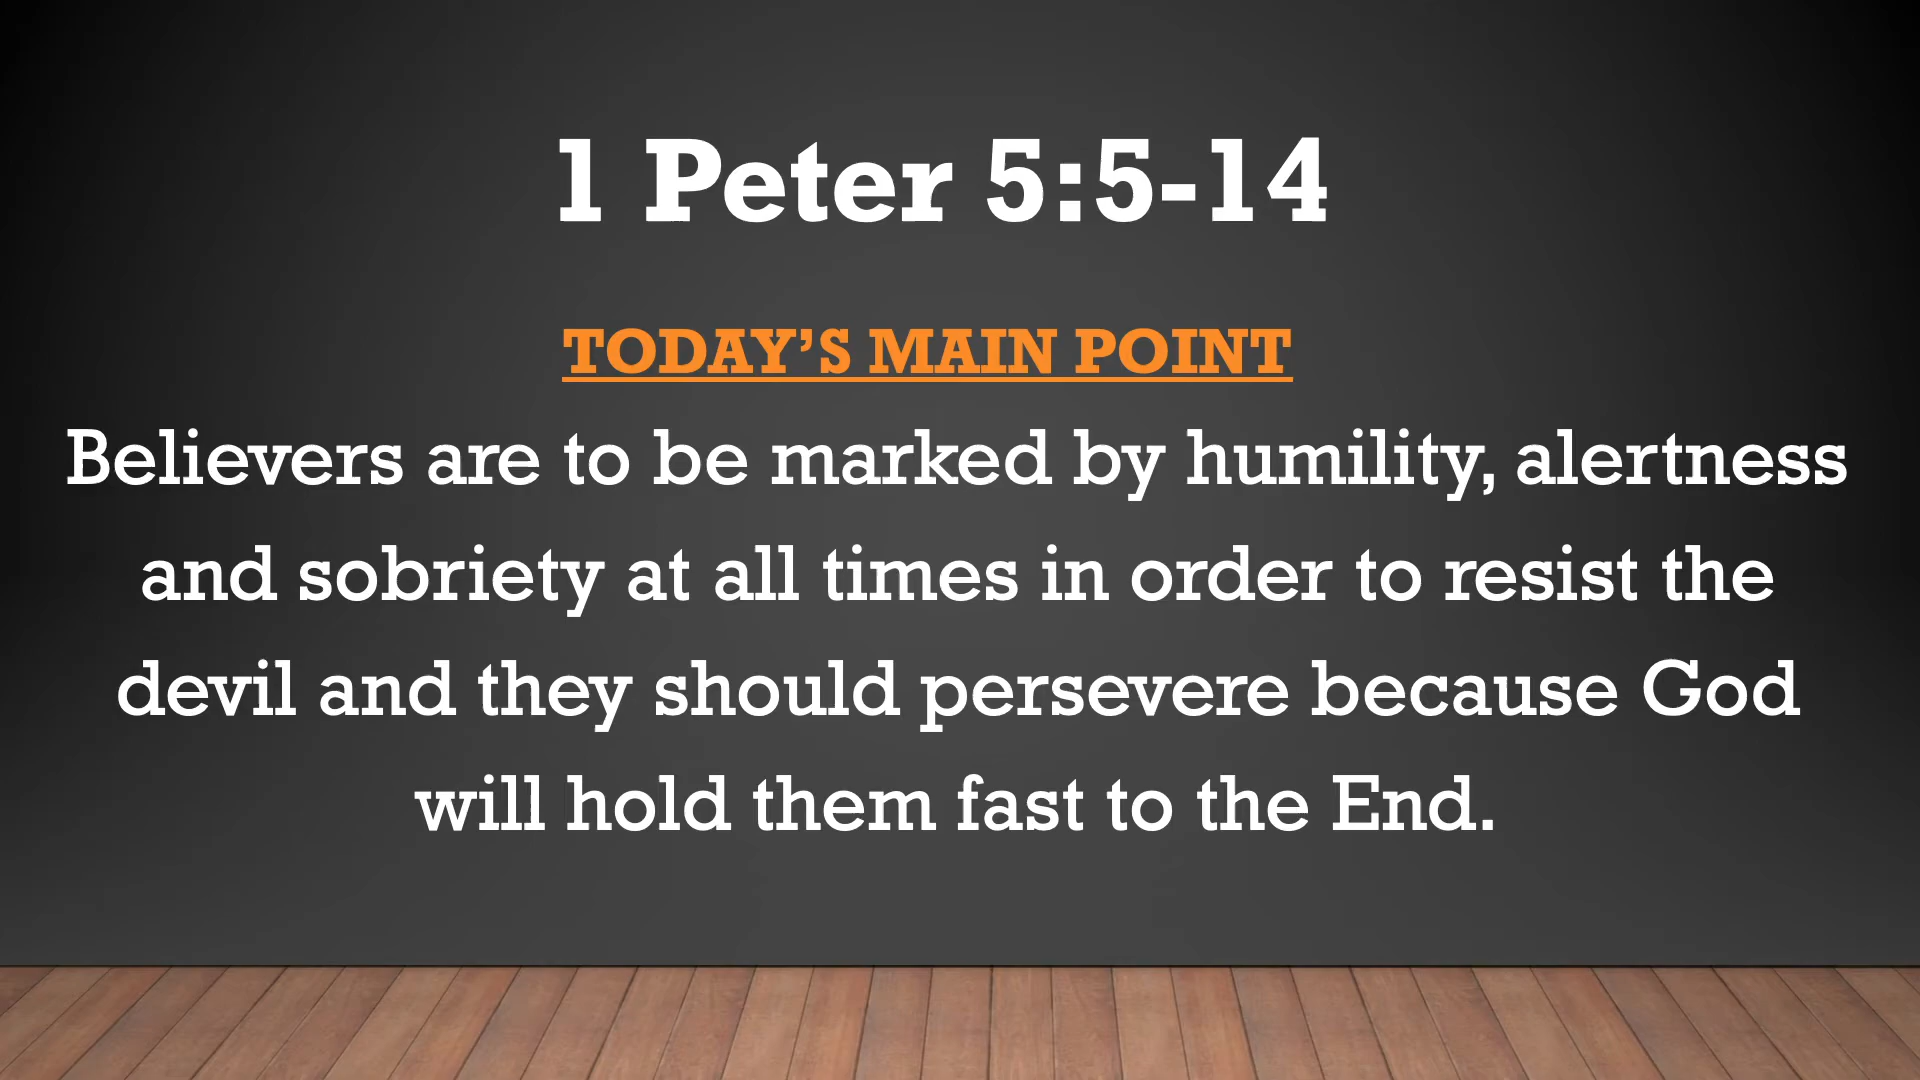 1 Peter 5:5-14
TODAY’S MAIN POINT
Believers are to be marked by humility, alertness
and sobriety at all times in order to resist the
devil and they should persevere because God
will hold them fast to the End.